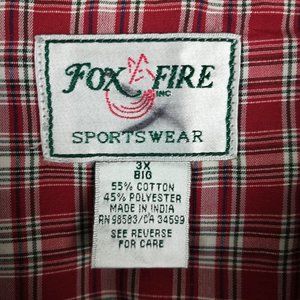 FOX FIRE
INC
SPORTSWEAR
3X
BIG
55% COTTON
45% POLYESTER
MADE IN INDIA
RN 98583/CA 34599
SEE REVERSE
FOR CARE